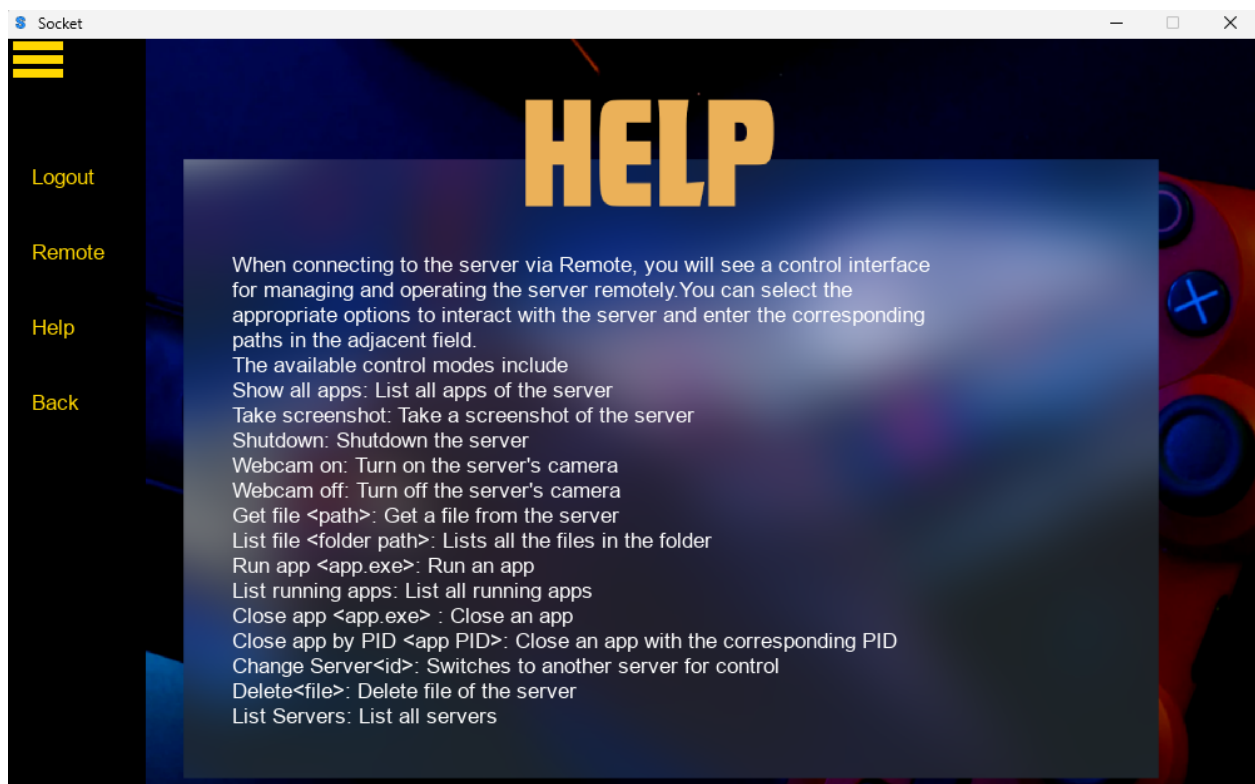 Socket
HELP
Logout
Remote
Help
Back
When connecting to the server via Remote, you will see a control interface
for managing and operating the server remotely.You can select the
appropriate options to interact with the server and enter the corresponding
paths in the adjacent field.
The available control modes include
Show all apps: List all apps of the server
Take screenshot: Take a screenshot of the server
Shutdown: Shutdown the server
Webcam on: Turn on the server's camera
Webcam off: Turn off the server's camera
Get file <path>: Get a file from the server
List file <folder path>: Lists all the files in the folder
Run app <app.exe>: Run an app
List running apps: List all running apps
Close app <app.exe> : Close an app
Close app by PID <app PID>: Close an app with the corresponding PID
Change Server<id>: Switches to another server for control
Delete<file>: Delete file of the server
List Servers: List all servers